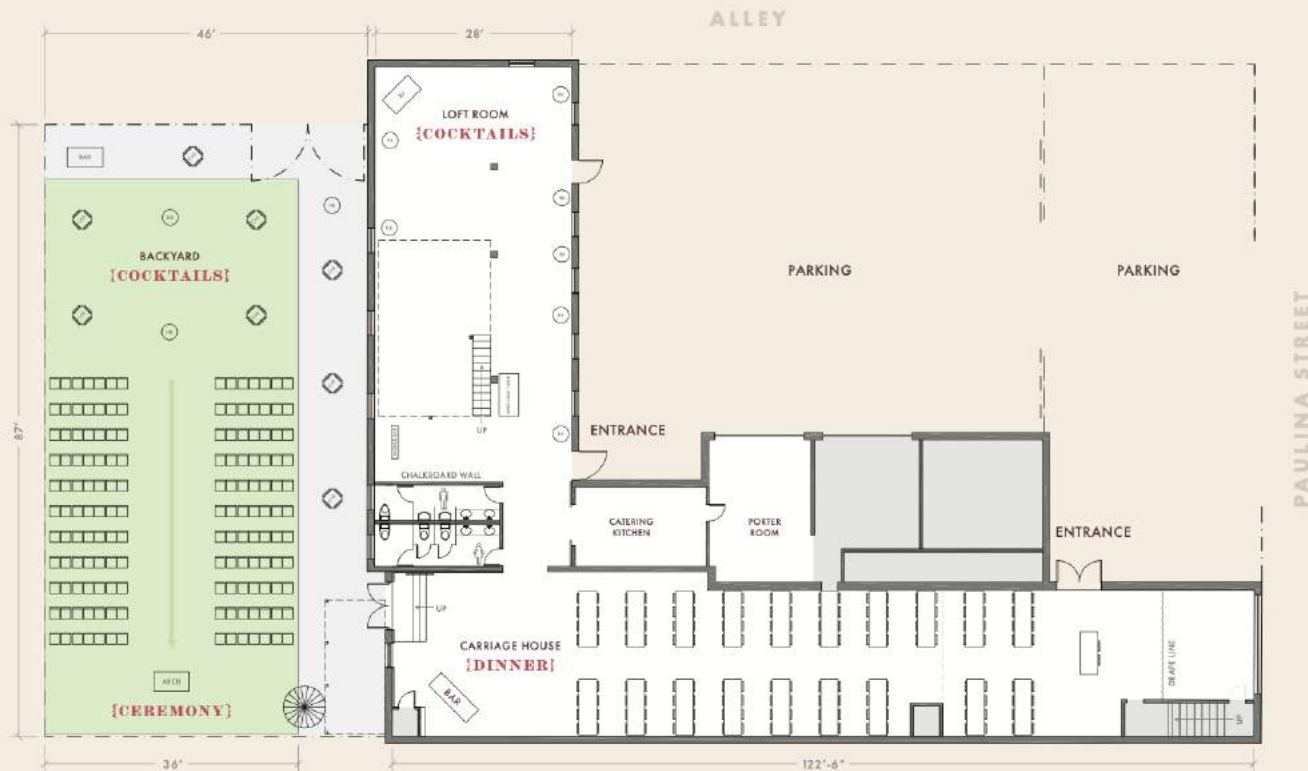 ALLEY
46'
28'
LOFT ROOM
{COCKTAILS}
BAR
BACKYARD
{COCKTAILS}
PARKING
PARKING
PAULINA STREET
87'
UP
ENTRANCE
CHALKBOARD WALL
CATERING
KITCHEN
PORTER
ROOM
ENTRANCE
UP
CARRIAGE HOUSE
{DINNER}
DRAPE LINE
BAR
UP
ARCH
{CEREMONY}
36'
122'-6"